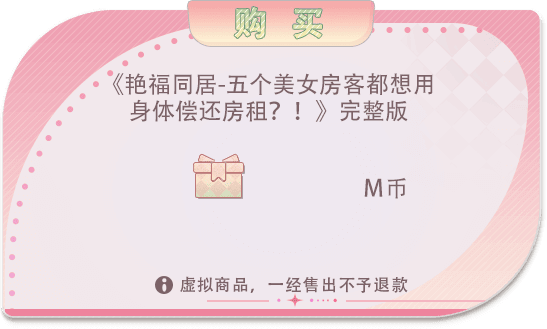 购买
《艳福同居-五个美女房客都想用
身体偿还房租？！》完整版
M币
虚拟商品，一经售出不予退款